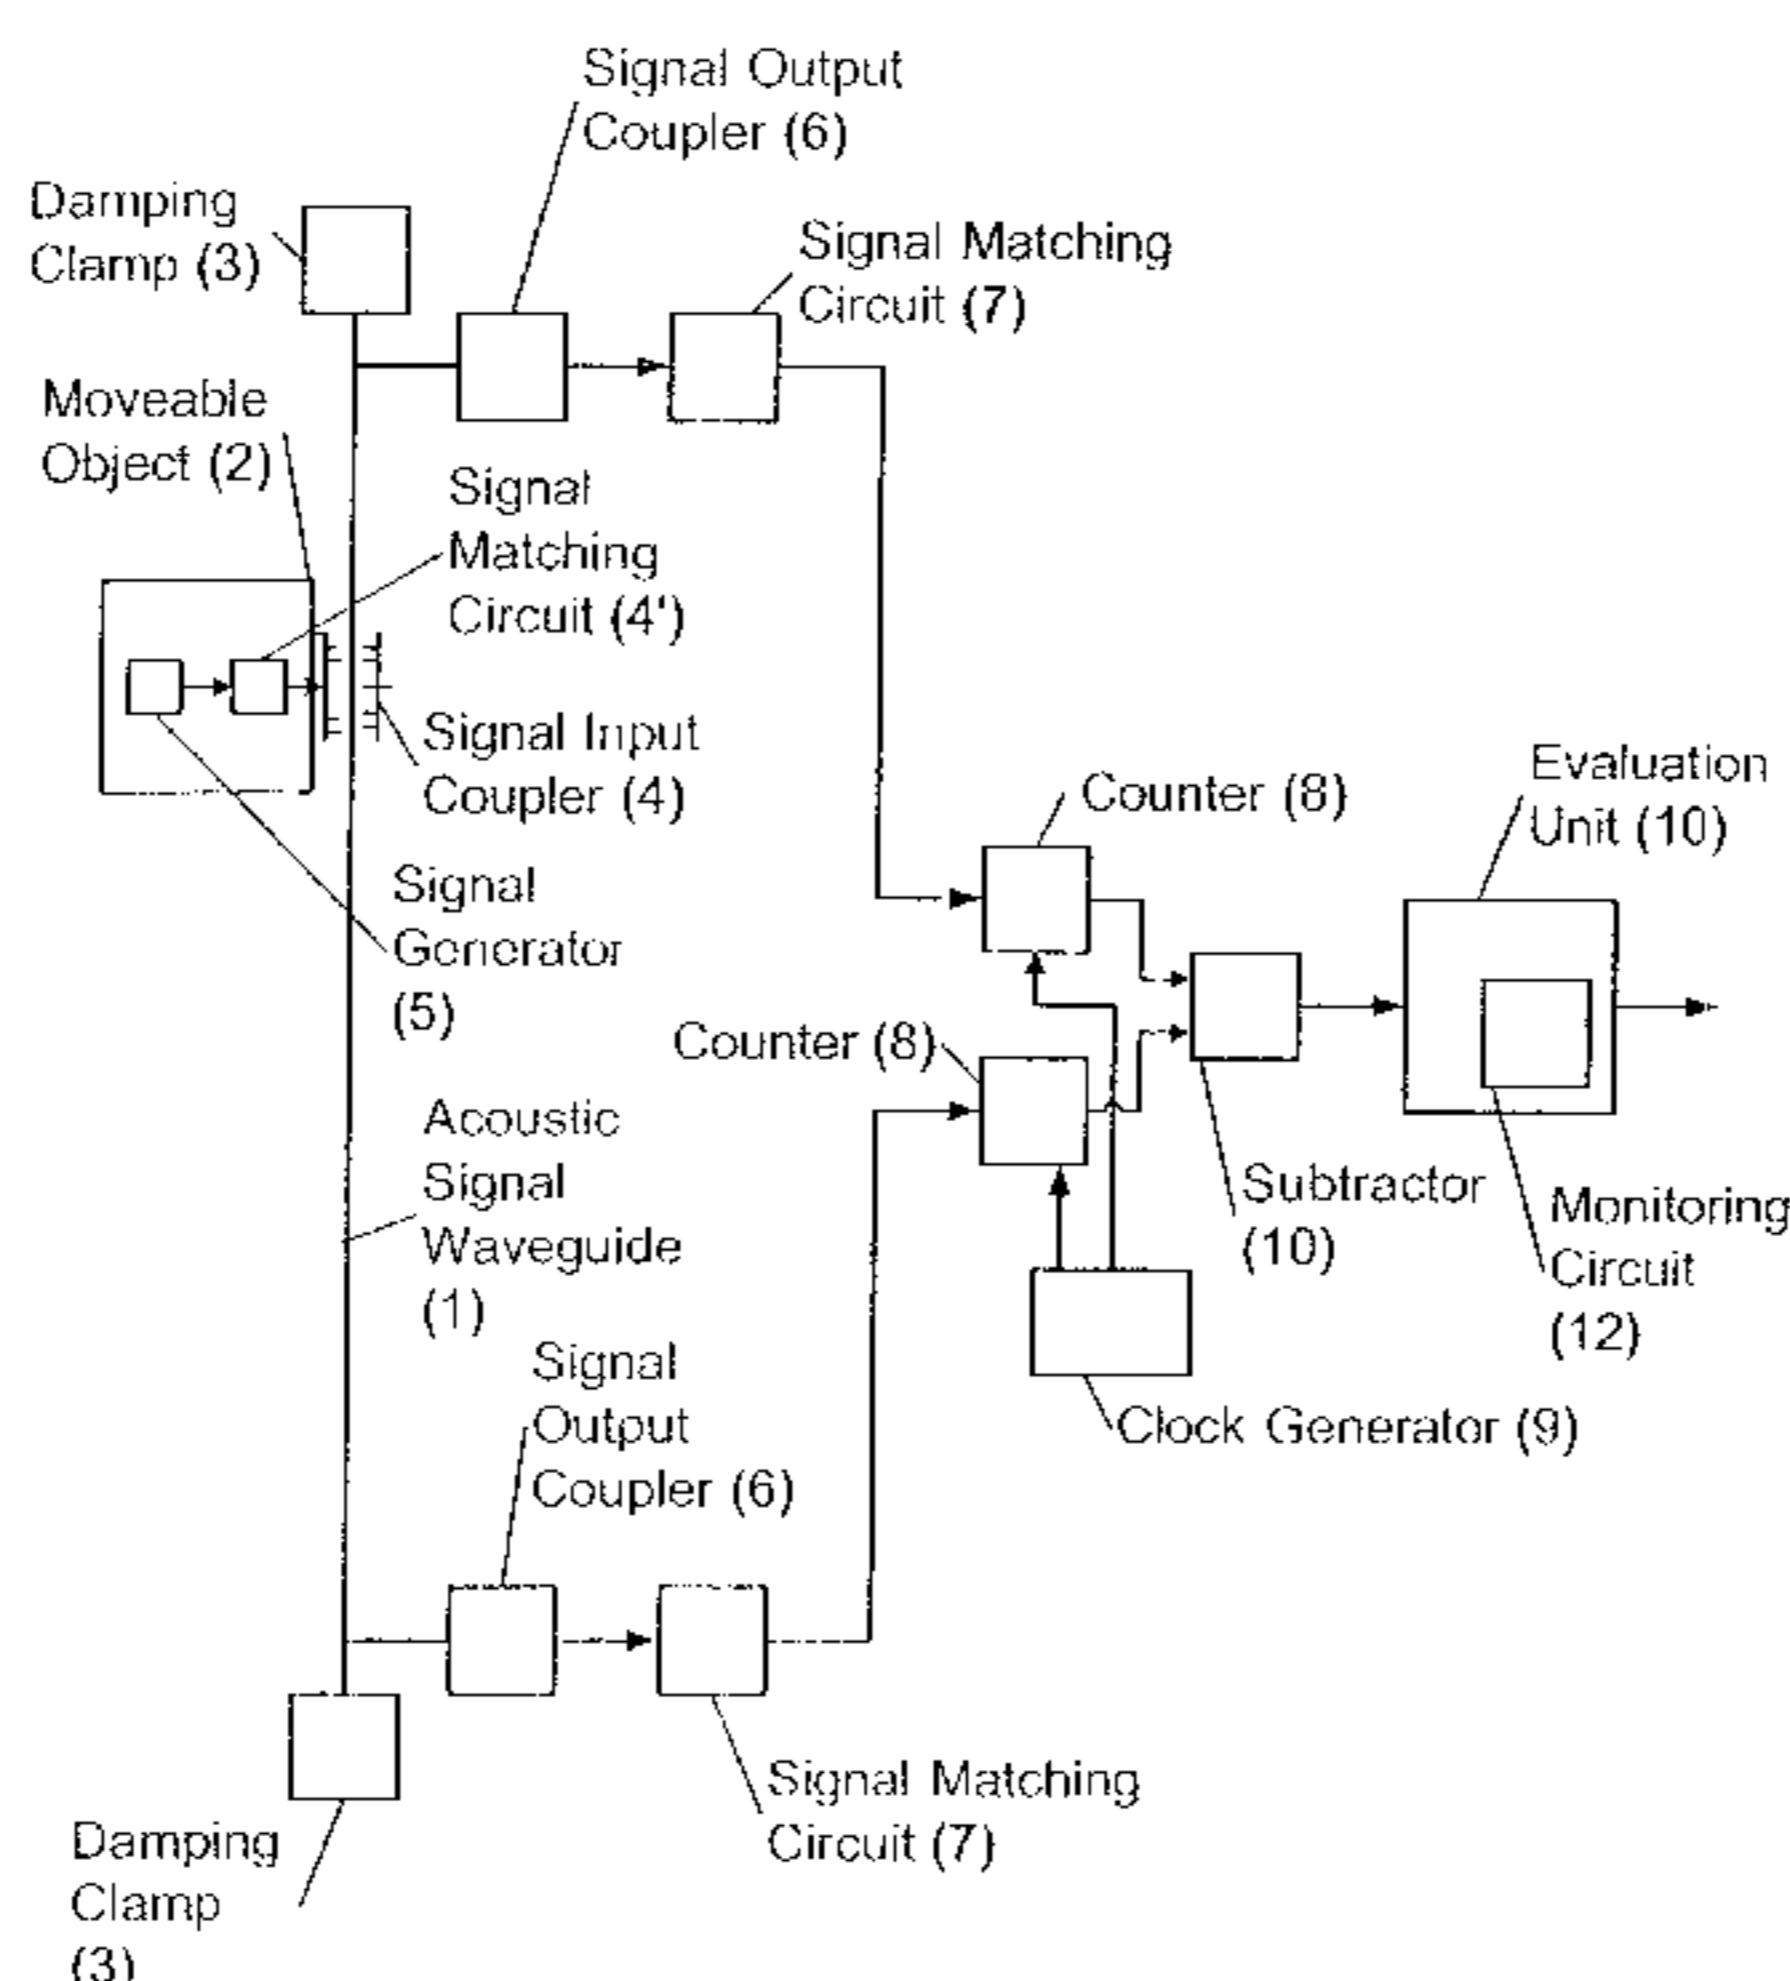 Signal Output
Coupler (6)
Damping
Clamp (3)
Signal Matching
Circuit (7)
Moveable
Object (2)
Signal
Matching
Circuit (4')
Signal Input
Coupler (4)
Evaluation
Unit (10)
Counter (8)
Signal
Generator
(5)
Counter (8)
Acoustic
Signal
Waveguide
(1)
Subtractor
(10)
Monitoring
Circuit
(12)
Signal
Output
Coupler (6)
Clock Generator (9)
Signal Matching
Circuit (7)
Damping
Clamp
(3)